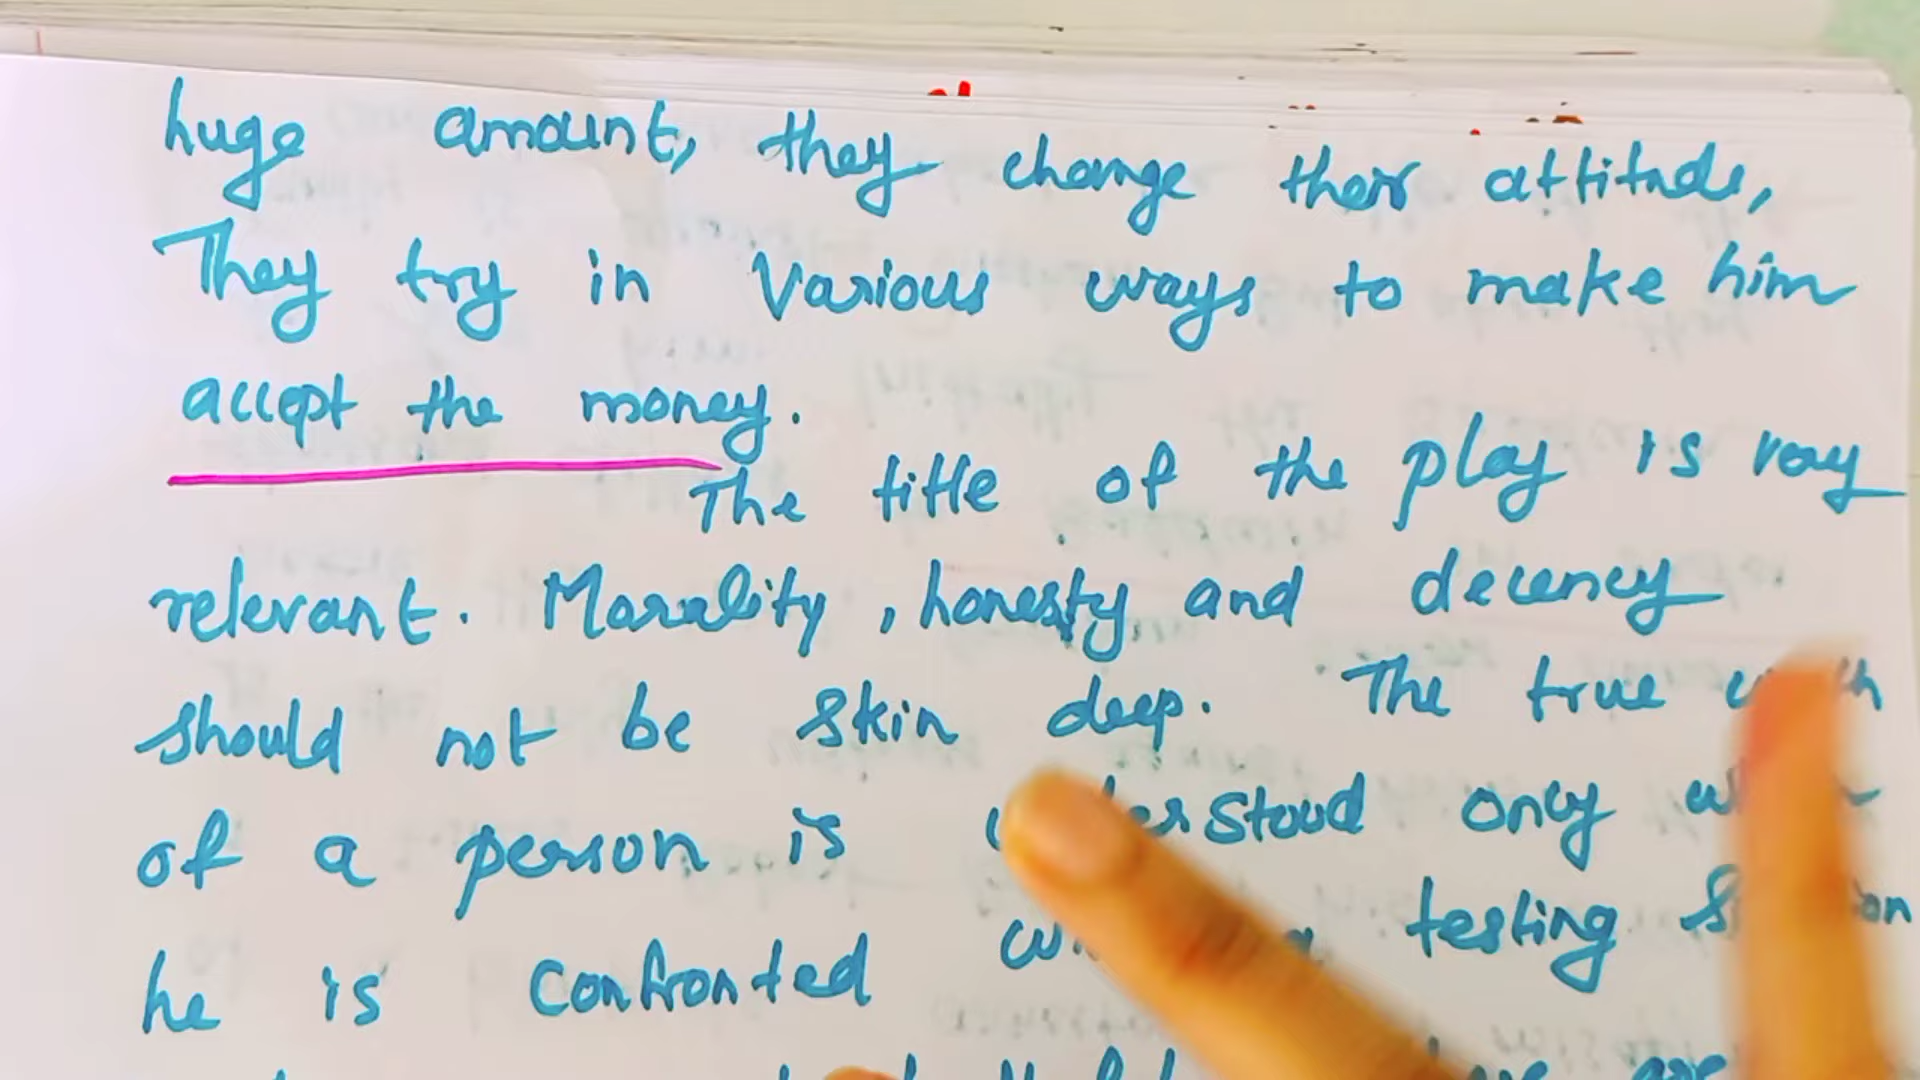 huge amount, they change their attitude,
They try in various ways to make him
accept the money.
The title of the play is very
relevant. Morality, honesty and decency
should not be skin deep. The true
of a person is understood only
he is confronted testing